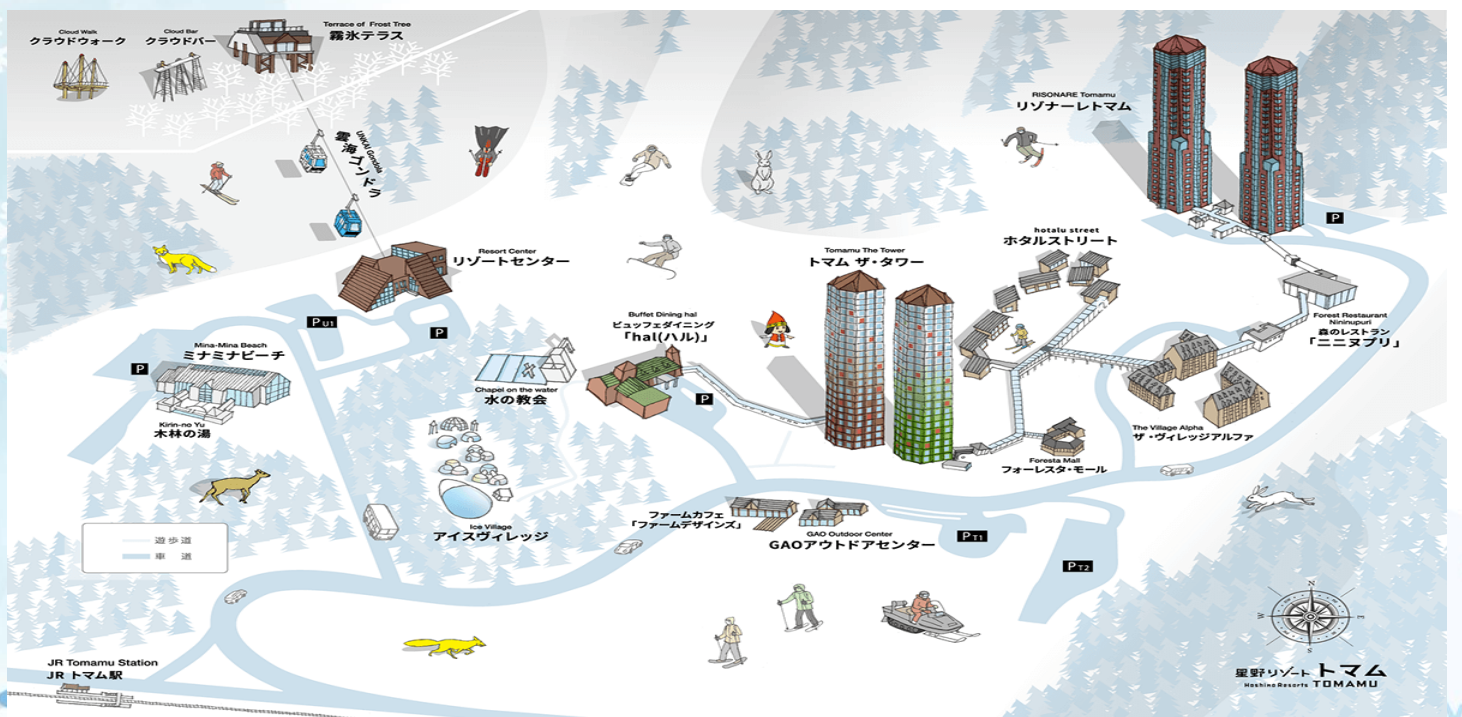 Cloud Walk
クラウドウォーク
Cloud Bar
クラウドバー
Terrace of Frost Tree
霧氷テラス
UNKAI Gondola
雲海ゴンドラ
RISONARE Tomamu
リゾナーレトマム
P
Resort Center
リゾートセンター
hotalu street
ホタルストリート
Tomamu The Tower
トマム ザ・タワー
Forest Restaurant
Nininupuri
森のレストラン
「ニニヌプリ」
P U1
P
Buffet Dining hal
ビュッフェダイニング
「hal(ハル)」
Mina-Mina Beach
ミナミナビーチ
P
Chapel on the water
水の教会
P
Kirin-no Yu
木林の湯
The Village Alpha
ザ・ヴィレッジアルファ
Foresta Mall
フォーレスタ・モール
Ice Village
アイスヴィレッジ
ファームカフェ
「ファームデザインズ」
GAO Outdoor Center
GAOアウトドアセンター
P T1
P T2
遊歩道
車 道
N
W
E
S
JR Tomamu Station
JR トマム駅
星野リゾート トマム
Hoshino Resorts TOMAMU